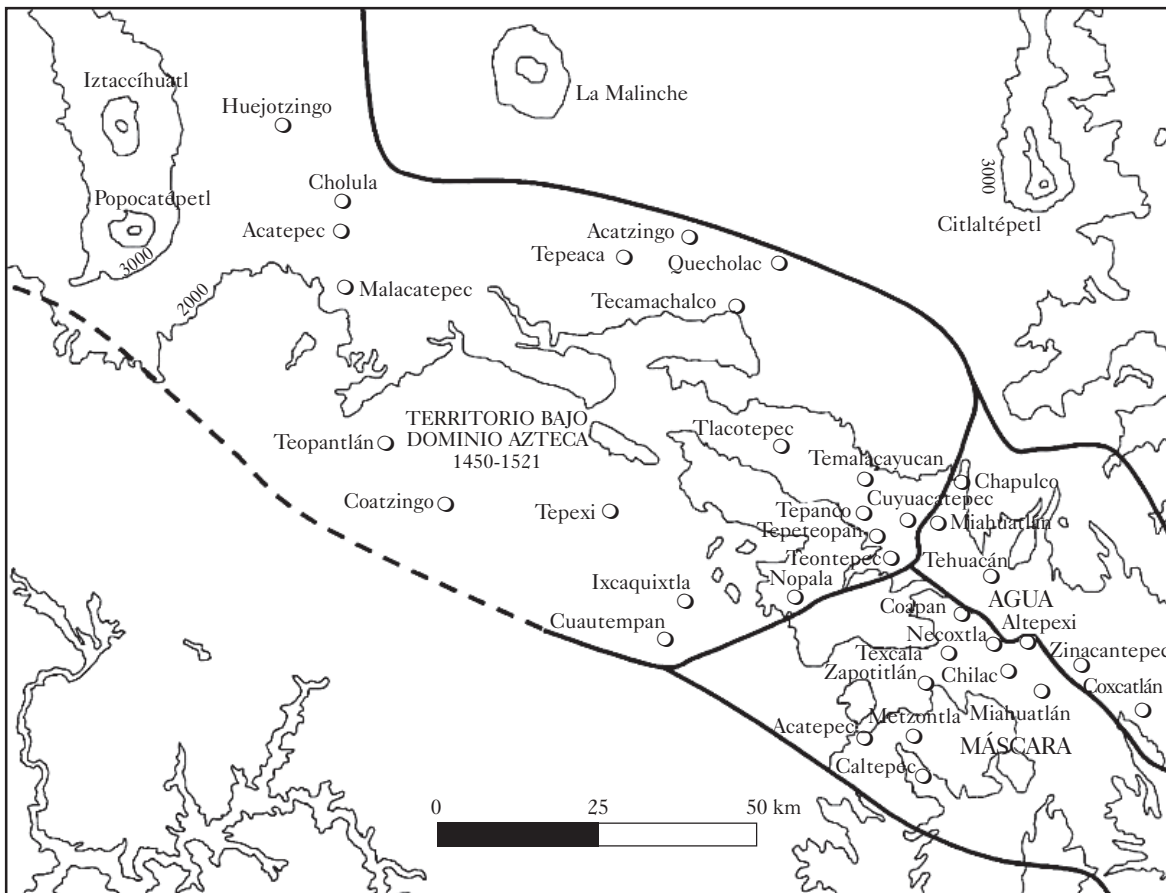 Iztaccíhuatl
La Malinche
Huejotzingo
3000
Popocatépetl
Cholula
Citlaltépetl
Acatepec
Acatzingo
Tepeaca
Quecholac
3000
2000
Malacatepec
Tecamachalco
TERRITORIO BAJO
DOMINIO AZTECA
1450-1521
Teopantlán
Tlacotepec
Temalacayucan
Chapulco
Cuyuacatepec
Coatzingo
Tepexi
Tepanco
Miahuatlán
Tepeteopan
Teontepec
Tehuacán
Ixcaquixtla
Nopala
AGUA
Coapan
Altepexi
Cuautempan
Necoxtla
Zinacantepec
Texcala
Zapotitlán
Chilac
Coxcatlán
Acatepec
Metzontla
Miahuatlán
MÁSCARA
Caltepec
0 25 50 km